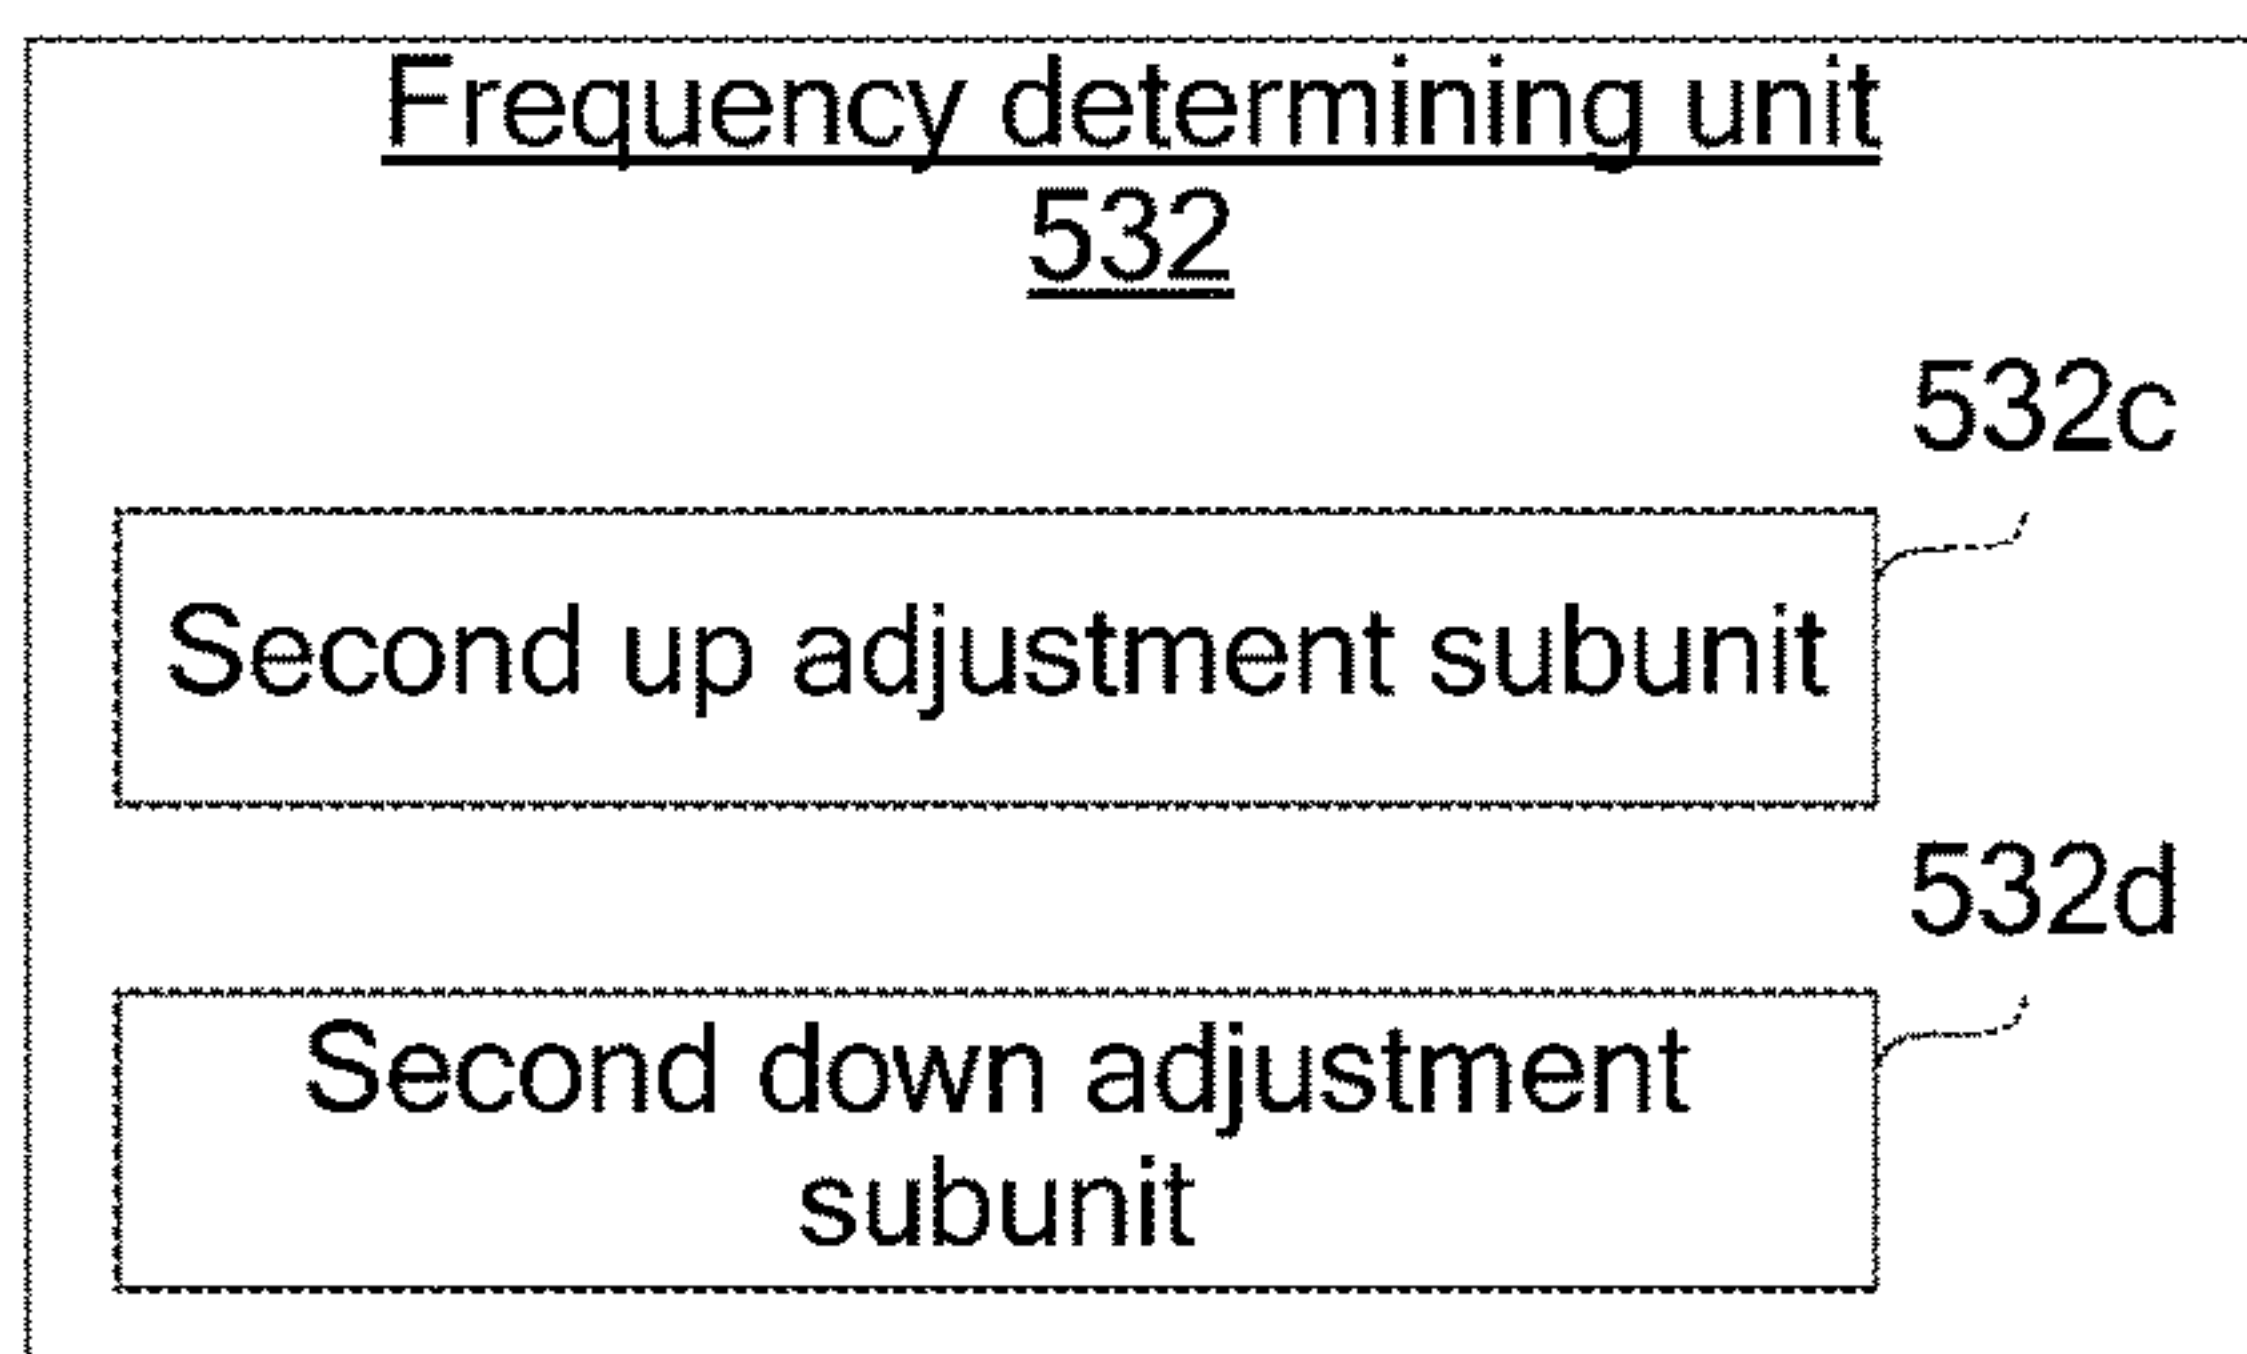 Frequency determining unit
532
532c
Second up adjustment subunit
532d
Second down adjustment
subunit